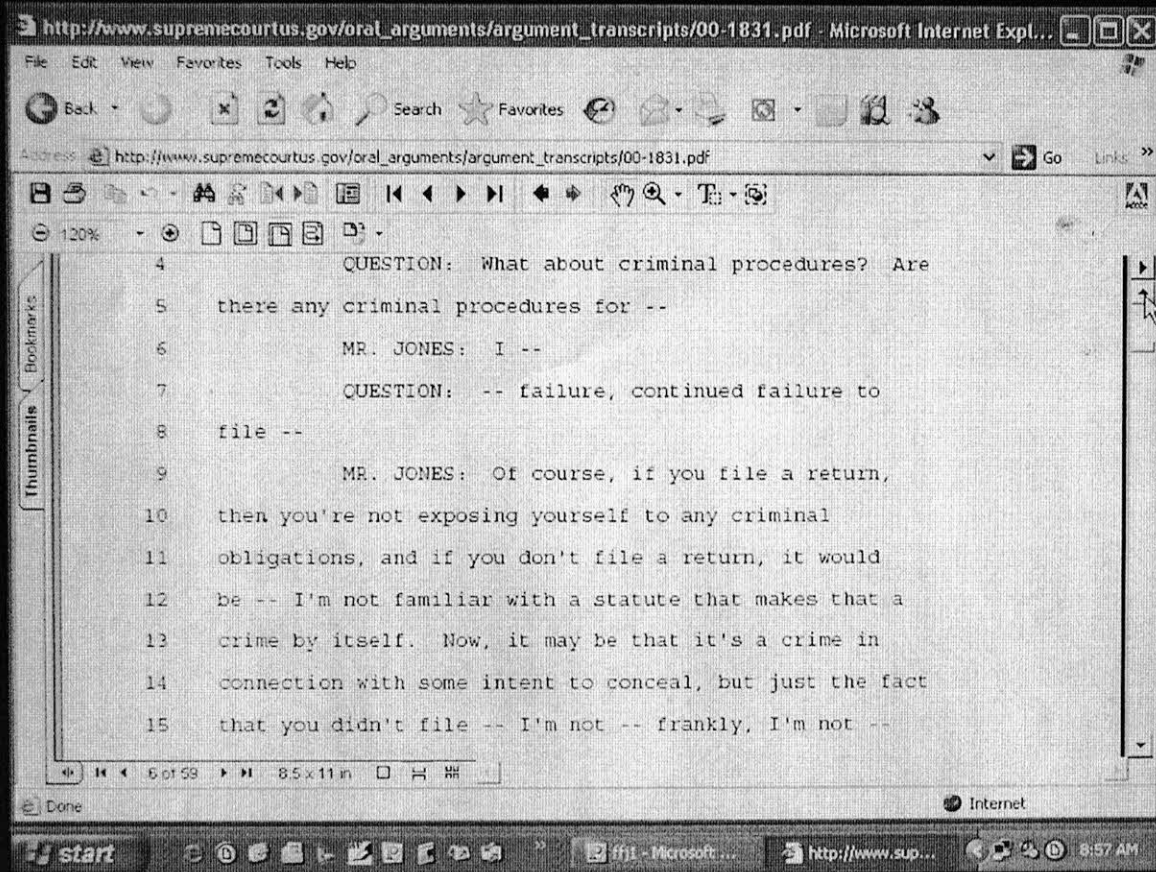 http://www.supremecourtus.gov/oral_arguments/argument_transcripts/00-1831.pdf - Microsoft Internet Expl...
File Edit View Favorites Tools Help
Back Search Favorites
Address http://www.supremecourtus.gov/oral_arguments/argument_transcripts/00-1831.pdf Go Links »
Adobe
120%
Bookmarks
Thumbnails
4 QUESTION: What about criminal procedures? Are
5 there any criminal procedures for --
6 MR. JONES: I --
7 QUESTION: -- failure, continued failure to
8 file --
9 MR. JONES: Of course, if you file a return,
10 then you're not exposing yourself to any criminal
11 obligations, and if you don't file a return, it would
12 be -- I'm not familiar with a statute that makes that a
13 crime by itself. Now, it may be that it's a crime in
14 connection with some intent to conceal, but just the fact
15 that you didn't file -- I'm not -- frankly, I'm not --
6 of 59 8.5 x 11 in
Done Internet
start » ffj1 - Microsoft ... http://www.sup... 8:57 AM